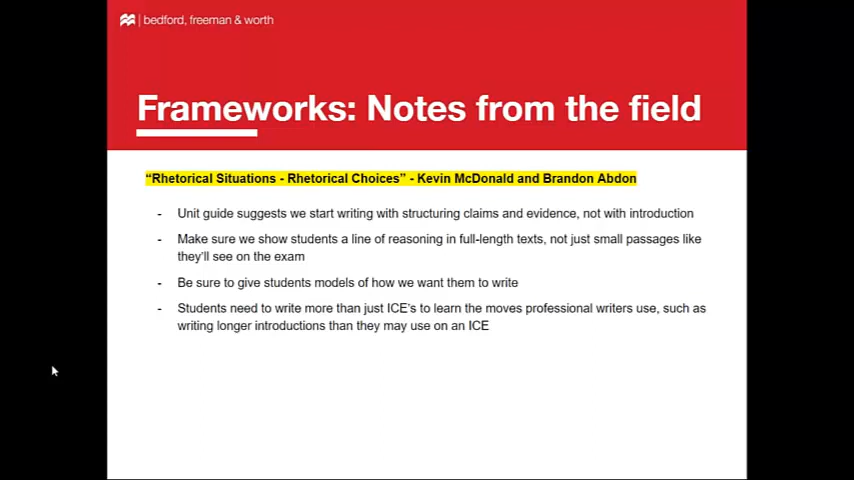 bedford, freeman & worth
Frameworks: Notes from the field
“Rhetorical Situations - Rhetorical Choices” - Kevin McDonald and Brandon Abdon
- Unit guide suggests we start writing with structuring claims and evidence, not with introduction
- Make sure we show students a line of reasoning in full-length texts, not just small passages like
they’ll see on the exam
- Be sure to give students models of how we want them to write
- Students need to write more than just ICE’s to learn the moves professional writers use, such as
writing longer introductions than they may use on an ICE